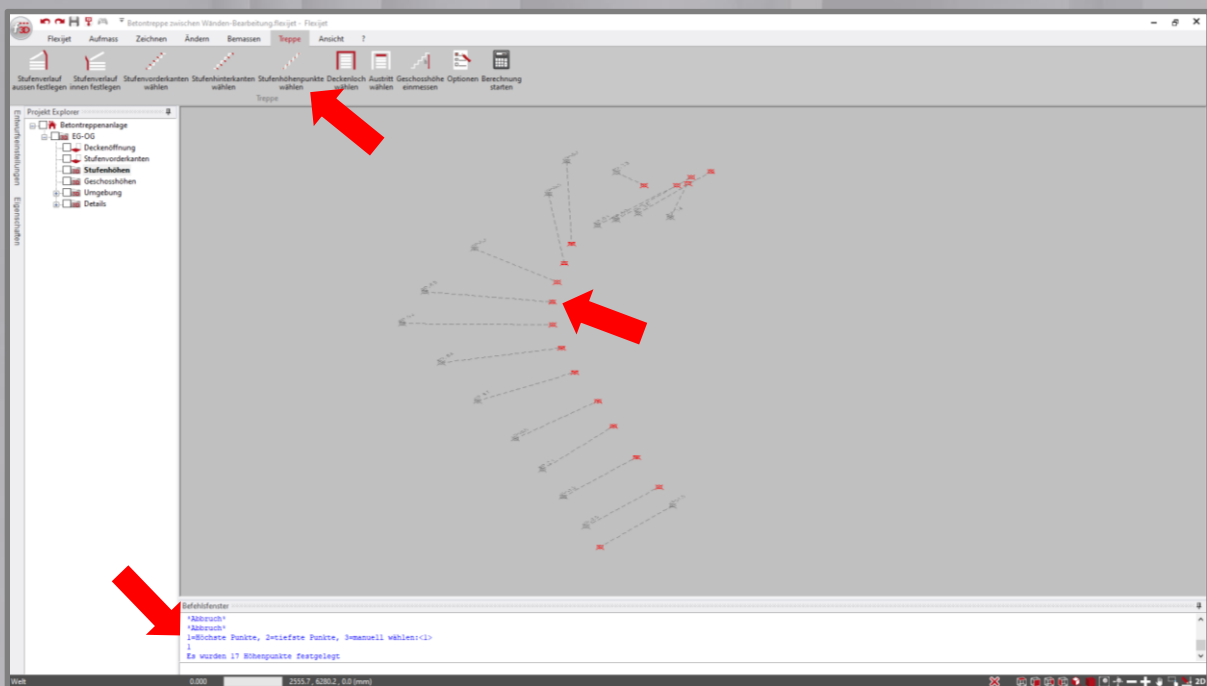 Betontreppe zwischen Wänden-Bearbeitung.flexijet - Flexijet
Flexijet Aufmass Zeichnen Ändern Bemassen Treppe Ansicht ?
Stufenverlauf aussen festlegen
Stufenverlauf innen festlegen
Stufenvorderkanten wählen
Stufenhinterkanten wählen
Stufenhöhenpunkte wählen
Deckenloch wählen
Austritt wählen
Geschosshöhe einmessen
Optionen
Berechnung starten
Treppe
Entwurfseinstellungen
Eigenschaften
Projekt Explorer
Betontreppenanlage
EG-OG
Deckenöffnung
Stufenvorderkanten
Stufenhöhen
Geschosshöhen
Umgebung
Details
Befehlsfenster
*Abbruch*
*Abbruch*
1=Höchste Punkte, 2=tiefste Punkte, 3=manuell wählen:<1>
1
Es wurden 17 Höhenpunkte festgelegt
Welt 0.000 2555.7 , 6280.2 , 0.0 (mm) 2D